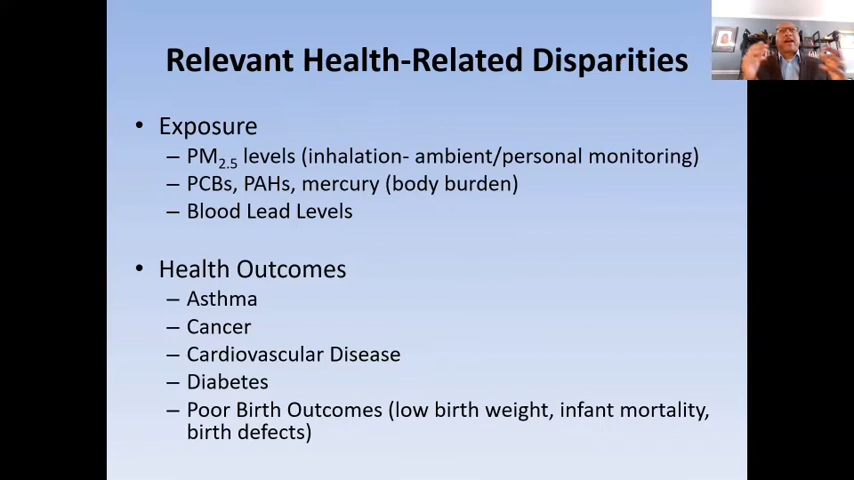 Relevant Health-Related Disparities
• Exposure
– PM2.5 levels (inhalation- ambient/personal monitoring)
– PCBs, PAHs, mercury (body burden)
– Blood Lead Levels
• Health Outcomes
– Asthma
– Cancer
– Cardiovascular Disease
– Diabetes
– Poor Birth Outcomes (low birth weight, infant mortality,
birth defects)